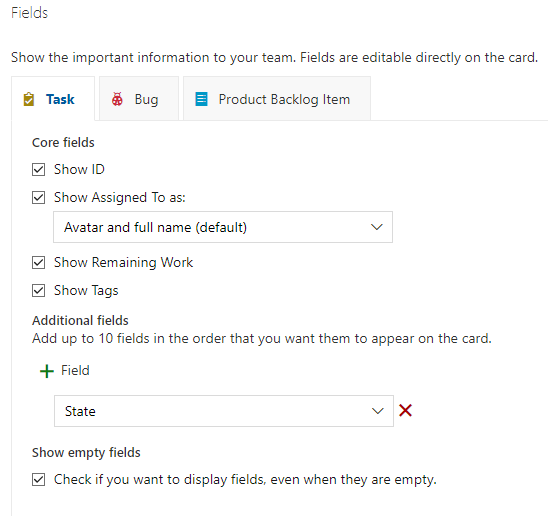 Fields
Show the important information to your team. Fields are editable directly on the card.
Task Bug Product Backlog Item
Core fields
Show ID
Show Assigned To as:
Avatar and full name (default)
Show Remaining Work
Show Tags
Additional fields
Add up to 10 fields in the order that you want them to appear on the card.
Field
State
Show empty fields
Check if you want to display fields, even when they are empty.